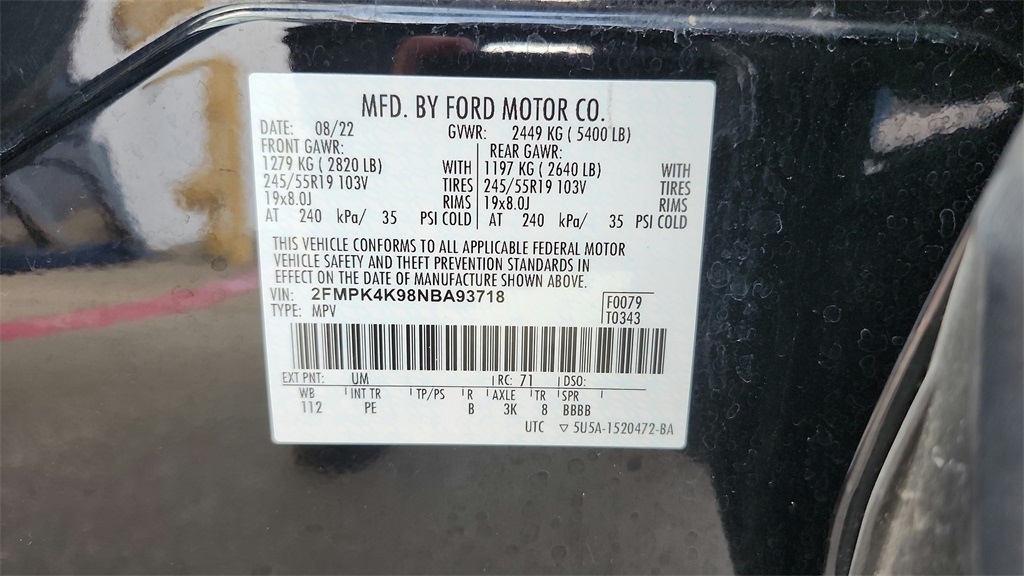 MFD. BY FORD MOTOR CO.
DATE: 08/22 GVWR: 2449 KG ( 5400 LB)
FRONT GAWR: REAR GAWR:
1279 KG ( 2820 LB) WITH 1197 KG ( 2640 LB) WITH
245/55R19 103V TIRES 245/55R19 103V TIRES
19x8.0J RIMS 19x8.0J RIMS
AT 240 kPa/ 35 PSI COLD AT 240 kPa/ 35 PSI COLD
THIS VEHICLE CONFORMS TO ALL APPLICABLE FEDERAL MOTOR
VEHICLE SAFETY AND THEFT PREVENTION STANDARDS IN
EFFECT ON THE DATE OF MANUFACTURE SHOWN ABOVE.
VIN: 2FMPK4K98NBA93718 F0079
TYPE: MPV T0343
EXT PNT: UM RC: 71 DSO:
WB INT TR TP/PS R AXLE TR SPR
112 PE B 3K 8 BBBB
UTC ▽ 5U5A-1520472-BA